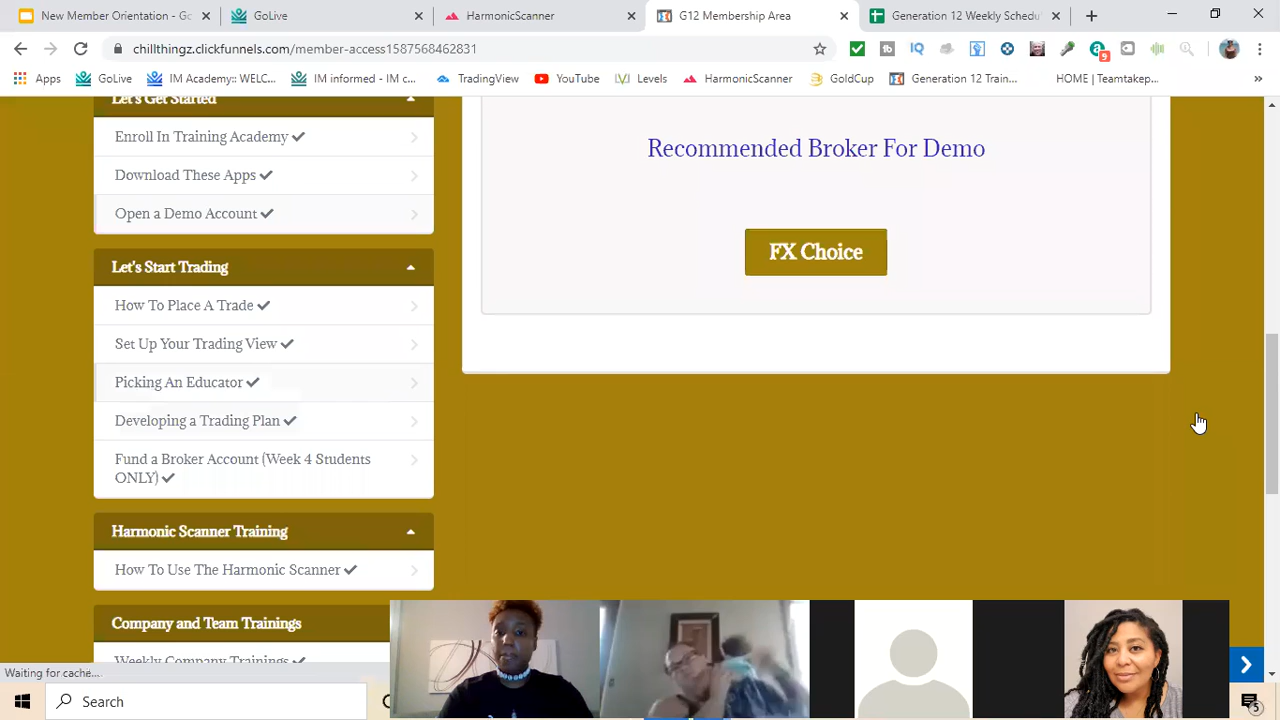 New Member Orientation - Go
GoLive
HarmonicScanner
G12 Membership Area
Generation 12 Weekly Schedu
chillthingz.clickfunnels.com/member-access1587568462831
9
Apps
GoLive
IM Academy:: WELC...
IM informed - IM c...
TradingView
YouTube
Levels
HarmonicScanner
GoldCup
Generation 12 Train...
HOME | Teamtakep...
Let's Get Started
Enroll In Training Academy
Download These Apps
Open a Demo Account
Let's Start Trading
How To Place A Trade
Set Up Your Trading View
Picking An Educator
Developing a Trading Plan
Fund a Broker Account (Week 4 Students
ONLY)
Harmonic Scanner Training
How To Use The Harmonic Scanner
Company and Team Trainings
Weekly Company Trainings
Recommended Broker For Demo
FX Choice
Waiting for cache...
Search
5